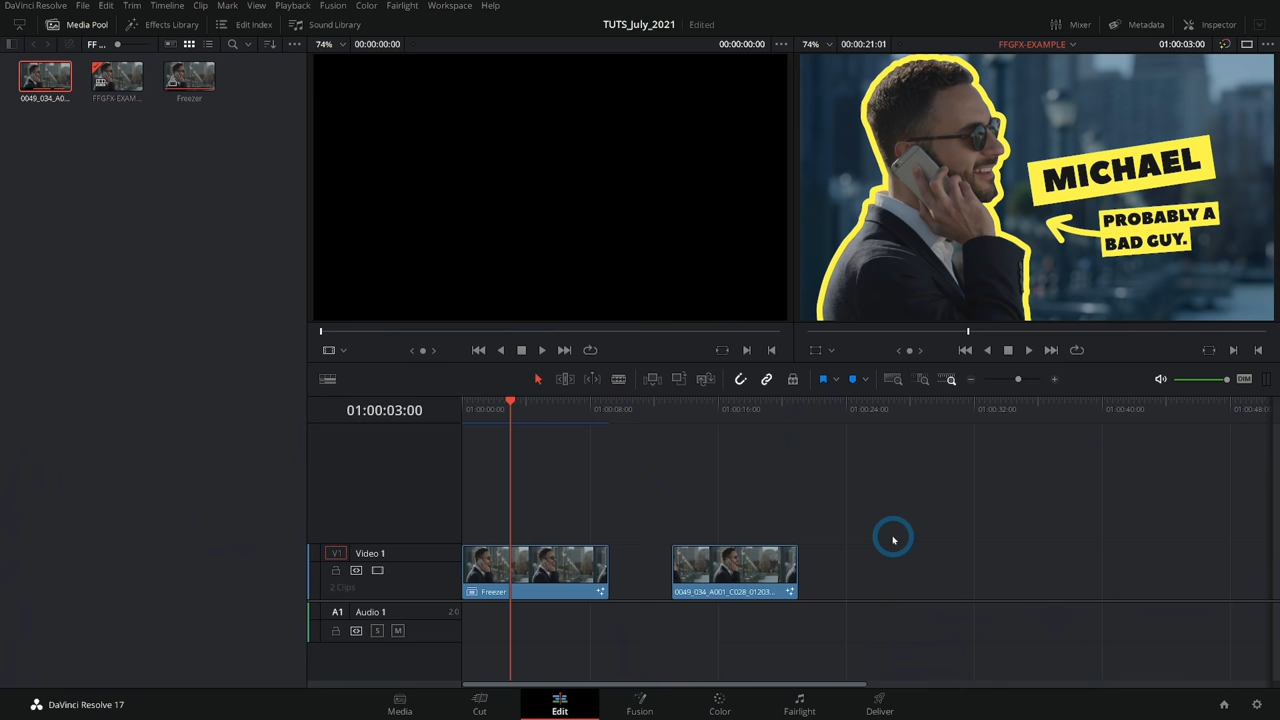 DaVinci Resolve File Edit Trim Timeline Clip Mark View Playback Fusion Color Fairlight Workspace Help
Media Pool Effects Library Edit Index Sound Library TUTS_July_2021 Edited Mixer Metadata Inspector
FF ... 74% 00:00:00:00 00:00:00:00 74% 00:00:21:01 FFGFX-EXAMPLE 01:00:03:00
0049_034_A0... FFGFX-EXAM... Freezer
MICHAEL
PROBABLY A
BAD GUY.
DIM
01:00:03:00 01:00:00:00 01:00:08:00 01:00:16:00 01:00:24:00 01:00:32:00 01:00:40:00 01:00:48:00
V1 Video 1
2 Clips
Freezer 0049_034_A001_C028_01203...
A1 Audio 1 2.0
S M
DaVinci Resolve 17 Media Cut Edit Fusion Color Fairlight Deliver